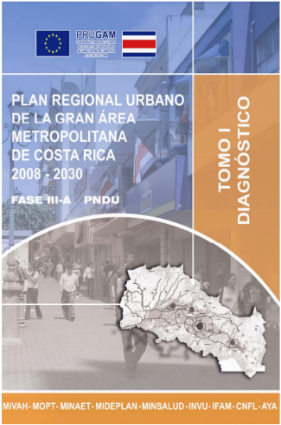 PRUGAM
PLAN REGIONAL URBANO
DE LA GRAN ÁREA
METROPOLITANA
DE COSTA RICA
2008 - 2030
FASE III-A PNDU
TOMO I
DIAGNÓSTICO
MIVAH- MOPT- MINAET- MIDEPLAN- MINSALUD- INVU- IFAM- CNFL- AYA